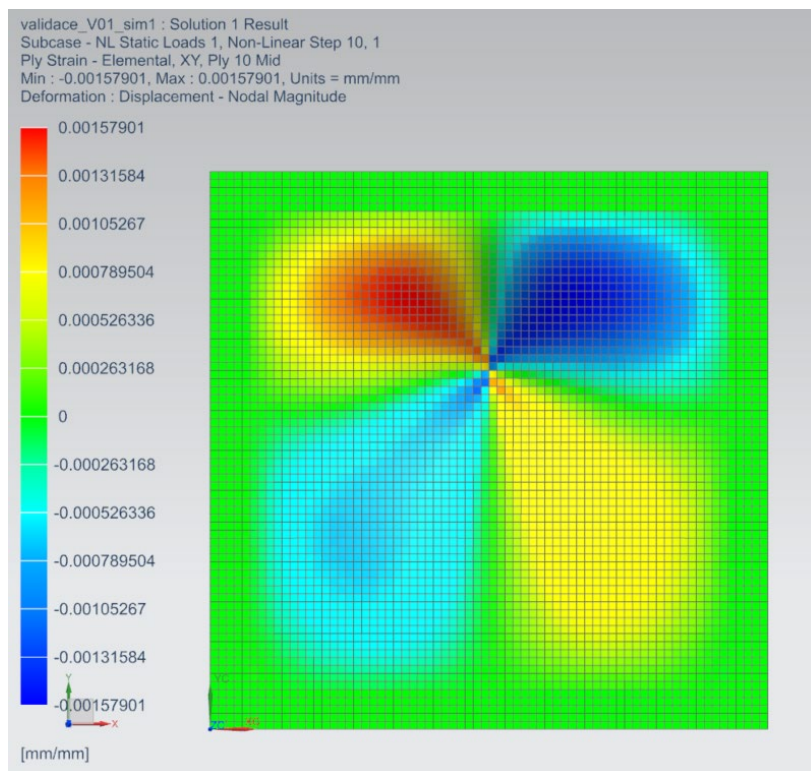 validace_V01_sim1 : Solution 1 Result
Subcase - NL Static Loads 1, Non-Linear Step 10, 1
Ply Strain - Elemental, XY, Ply 10 Mid
Min : -0.00157901, Max : 0.00157901, Units = mm/mm
Deformation : Displacement - Nodal Magnitude
0.00157901
0.00131584
0.00105267
0.000789504
0.000526336
0.000263168
0
-0.000263168
-0.000526336
-0.000789504
-0.00105267
-0.00131584
-0.00157901
Y
X
YC
ZC
XC
[mm/mm]